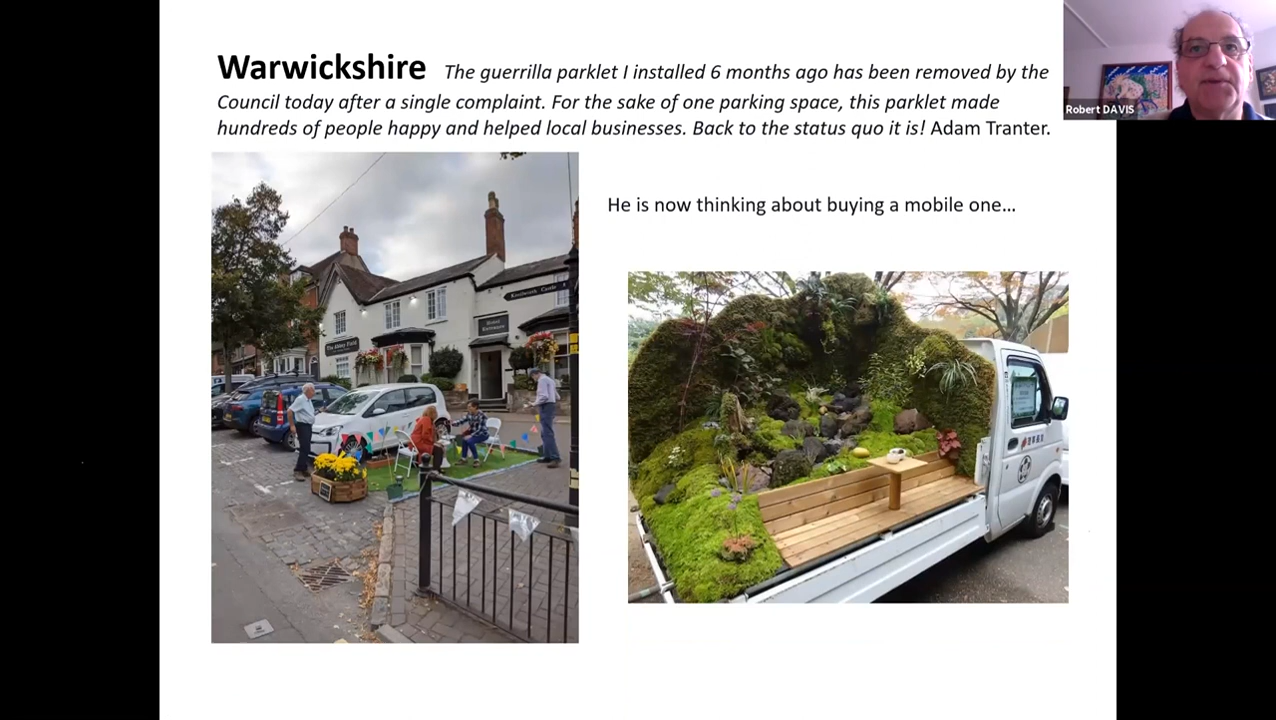 Warwickshire The guerrilla parklet I installed 6 months ago has been removed by the
Council today after a single complaint. For the sake of one parking space, this parklet made
hundreds of people happy and helped local businesses. Back to the status quo it is! Adam Tranter.
Robert DAVIS
He is now thinking about buying a mobile one…
The Abbey Field
Kenilworth Castle